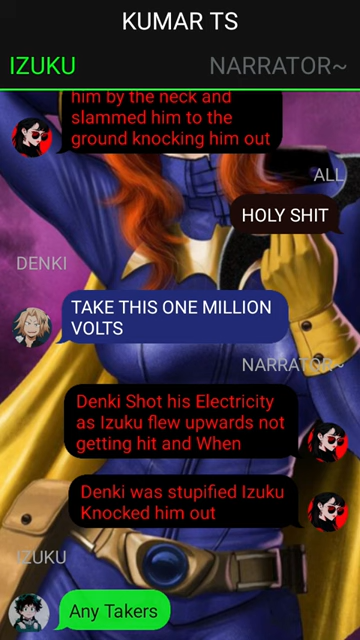 KUMAR TS
IZUKU NARRATOR~
him by the neck and
slammed him to the
ground knocking him out
ALL
HOLY SHIT
DENKI
TAKE THIS ONE MILLION
VOLTS
NARRATOR~
Denki Shot his Electricity
as Izuku flew upwards not
getting hit and When
Denki was stupified Izuku
Knocked him out
IZUKU
Any Takers